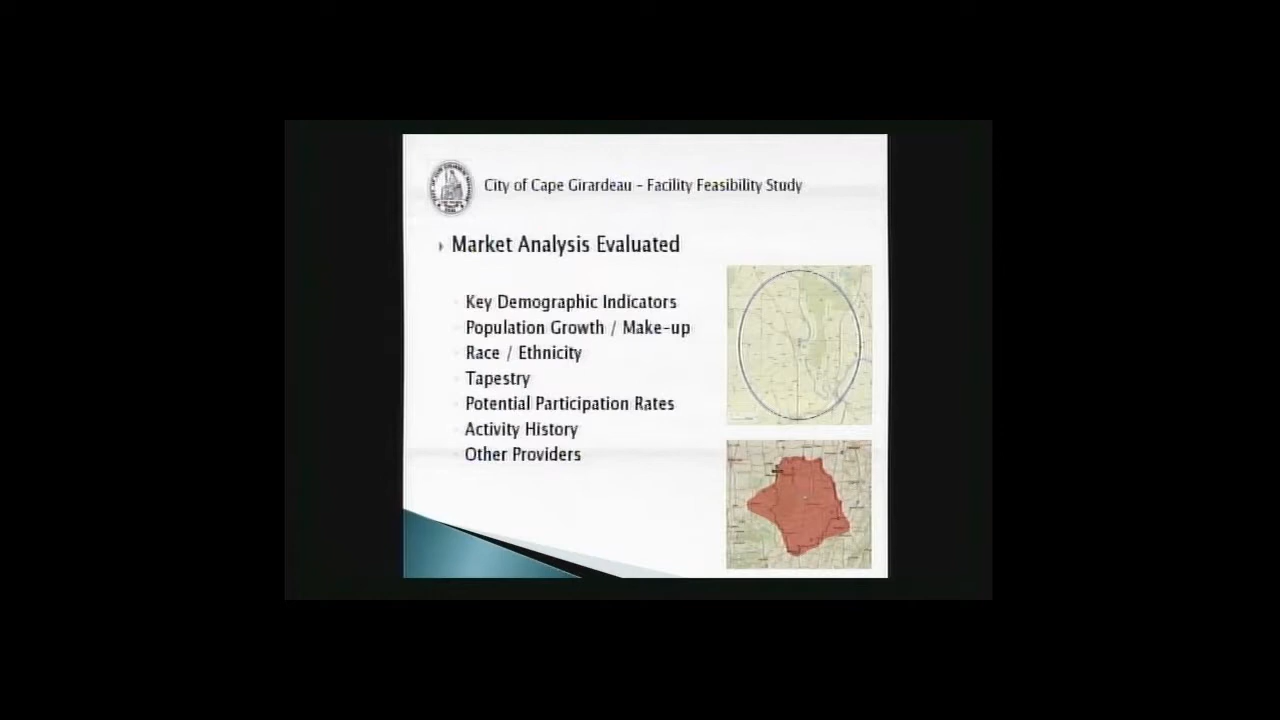 City of Cape Girardeau - Facility Feasibility Study
Market Analysis Evaluated
Key Demographic Indicators
Population Growth / Make-up
Race / Ethnicity
Tapestry
Potential Participation Rates
Activity History
Other Providers